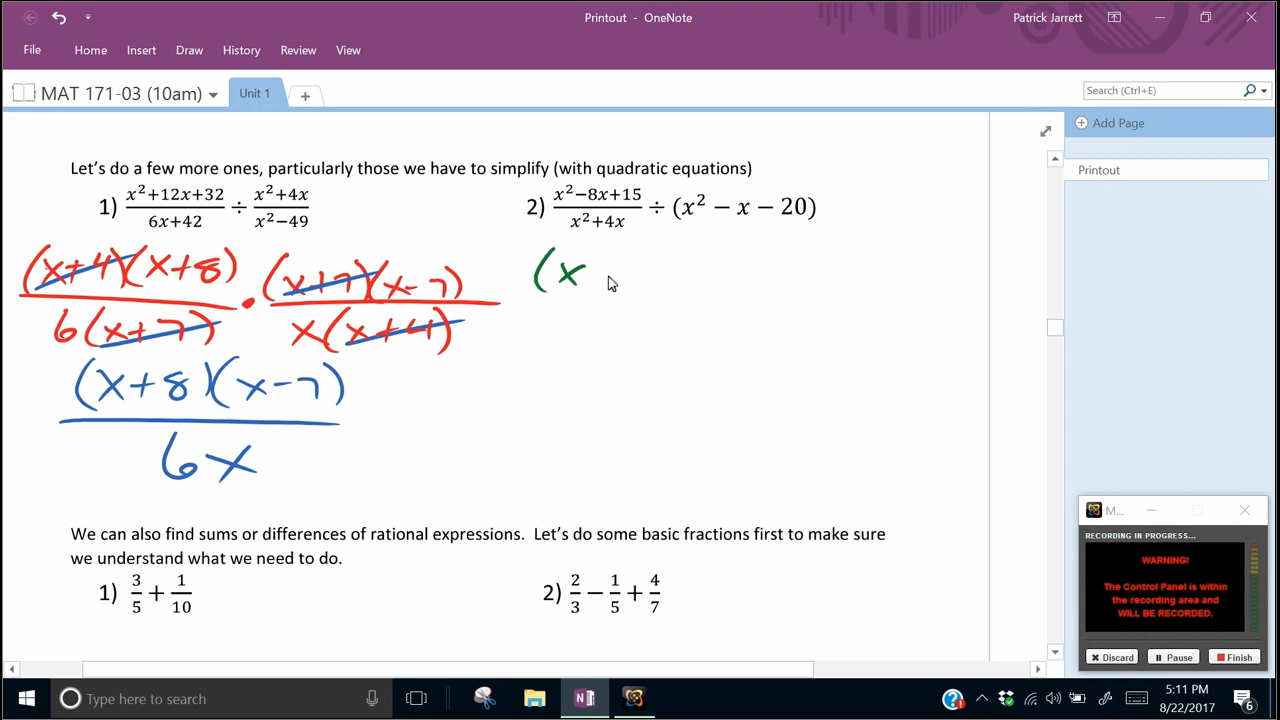 Printout - OneNote
Patrick Jarrett
File Home Insert Draw History Review View
MAT 171-03 (10am)
Unit 1
Search (Ctrl+E)
Add Page
Printout
Let's do a few more ones, particularly those we have to simplify (with quadratic equations)
1) (x²+12x+32)/(6x+42) ÷ (x²+4x)/(x²−49)
2) (x²−8x+15)/(x²+4x) ÷ (x² − x − 20)
(x+4)(x+8)/6(x+7) • (x+7)(x-7)/x(x+4)
(x
(x+8)(x-7)/6x
We can also find sums or differences of rational expressions. Let's do some basic fractions first to make sure
we understand what we need to do.
1) 3/5 + 1/10
2) 2/3 − 1/5 + 4/7
M...
RECORDING IN PROGRESS...
WARNING!
The Control Panel is within
the recording area and
WILL BE RECORDED.
Discard Pause Finish
Type here to search
5:11 PM
8/22/2017
6